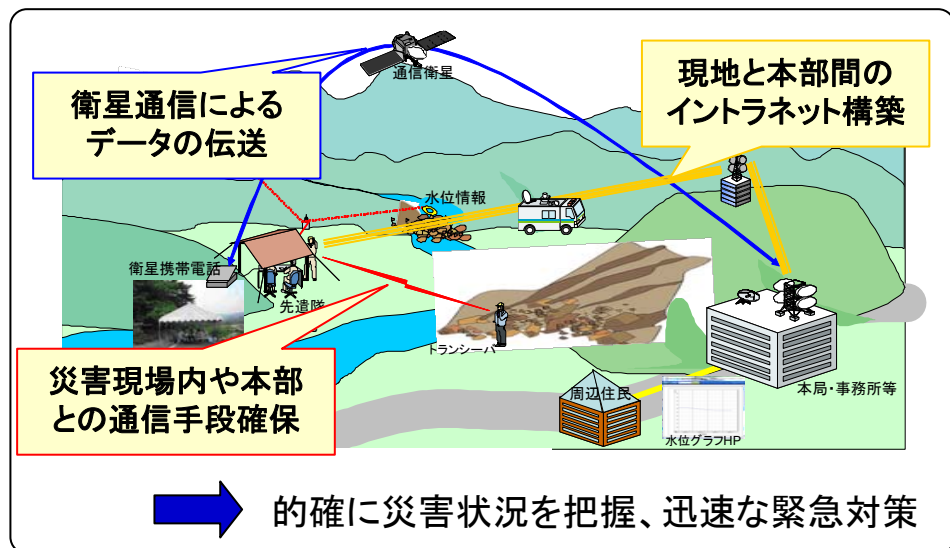 通信衛星
衛星通信による
データの伝送
現地と本部間の
イントラネット構築
水位情報
衛星携帯電話
先遣隊
トランシーバ
災害現場内や本部
との通信手段確保
周辺住民
本局・事務所等
水位グラフHP
的確に災害状況を把握、迅速な緊急対策